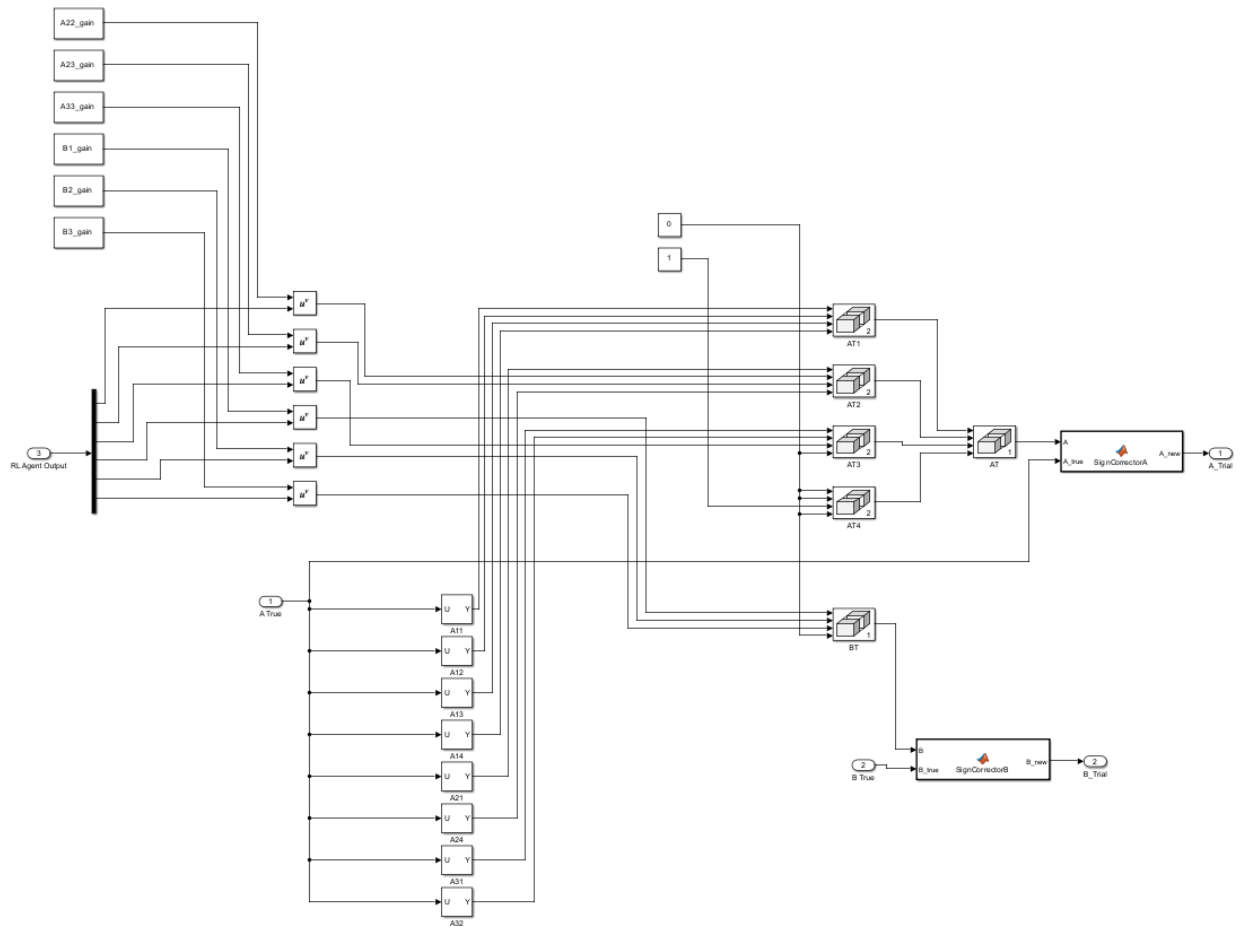 A22_gain
A23_gain
A33_gain
B1_gain
B2_gain
B3_gain
0
1
u^v
u^v
u^v
u^v
u^v
u^v
2
AT1
2
AT2
2
AT3
2
AT4
1
AT
A
A_true
SignCorrectorA
A_new
1
A_Trial
3
RL Agent Output
1
A True
U Y
A11
U Y
A12
U Y
A13
U Y
A14
U Y
A21
U Y
A24
U Y
A31
U Y
A32
1
BT
2
B True
B
B_true
SignCorrectorB
B_new
2
B_Trial